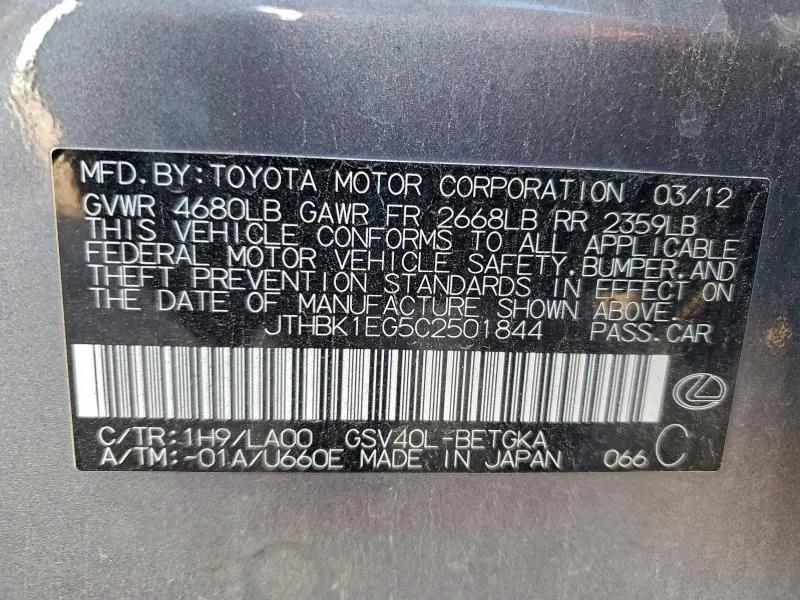 MFD.BY:TOYOTA MOTOR CORPORATION 03/12
GVWR 4680LB GAWR FR 2668LB RR 2359LB
THIS VEHICLE CONFORMS TO ALL APPLICABLE
FEDERAL MOTOR VEHICLE SAFETY,BUMPER,AND
THEFT PREVENTION STANDARDS IN EFFECT ON
THE DATE OF MANUFACTURE SHOWN ABOVE.
JTHBK1EG5C2501844 PASS.CAR
C/TR:1H9/LA00 GSV40L-BETGKA
A/TM:-01A/U660E MADE IN JAPAN 066 C